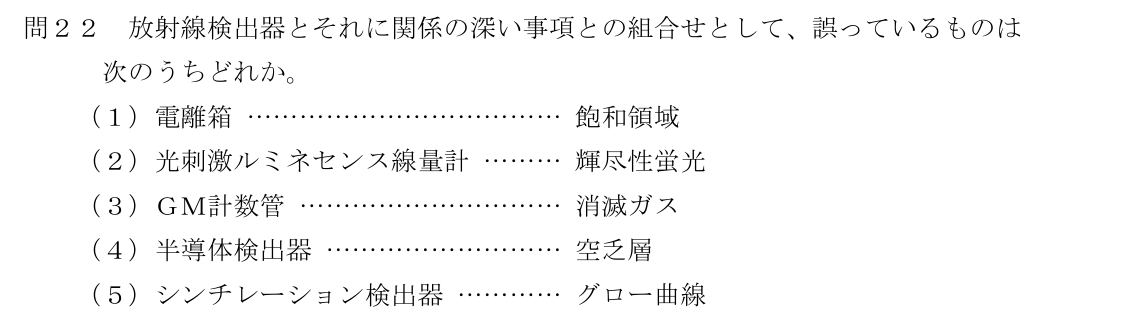 問２２　放射線検出器とそれに関係の深い事項との組合せとして、誤っているものは
次のうちどれか。
（１）電離箱 ………………………………… 飽和領域
（２）光刺激ルミネセンス線量計 ……… 輝尽性蛍光
（３）ＧＭ計数管 ………………………… 消滅ガス
（４）半導体検出器 ……………………… 空乏層
（５）シンチレーション検出器 ………… グロー曲線